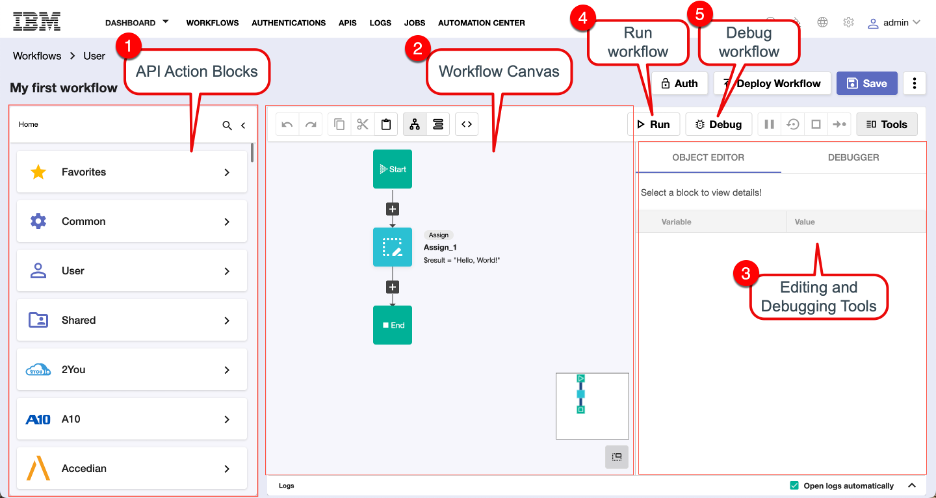 IBM
DASHBOARD
WORKFLOWS
AUTHENTICATIONS
APIS
LOGS
JOBS
AUTOMATION CENTER
admin
4
Run
workflow
5
Debug
workflow
Workflows > User
My first workflow
1
API Action Blocks
2
Workflow Canvas
Auth
Deploy Workflow
Save
Home
Run
Debug
Tools
Favorites
Common
User
Shared
2You
A10
A10
Accedian
Start
Assign
Assign_1
$result = "Hello, World!"
End
OBJECT EDITOR
DEBUGGER
Select a block to view details!
Variable
Value
3
Editing and
Debugging Tools
Logs
Open logs automatically